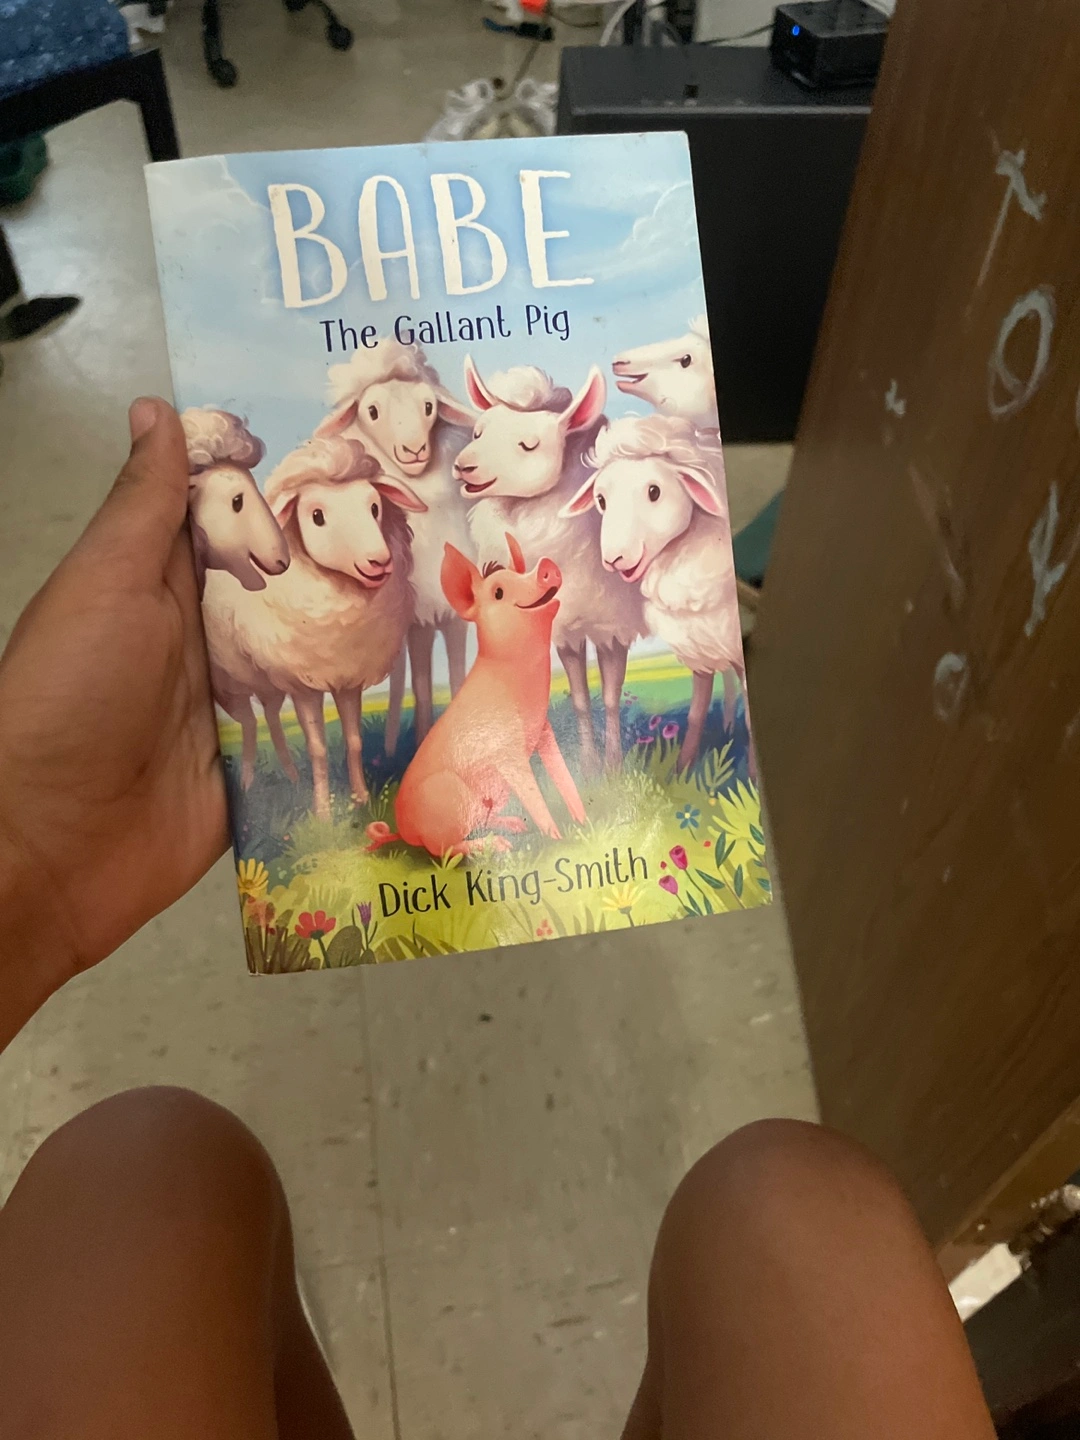 BABE
The Gallant Pig
Dick King-Smith